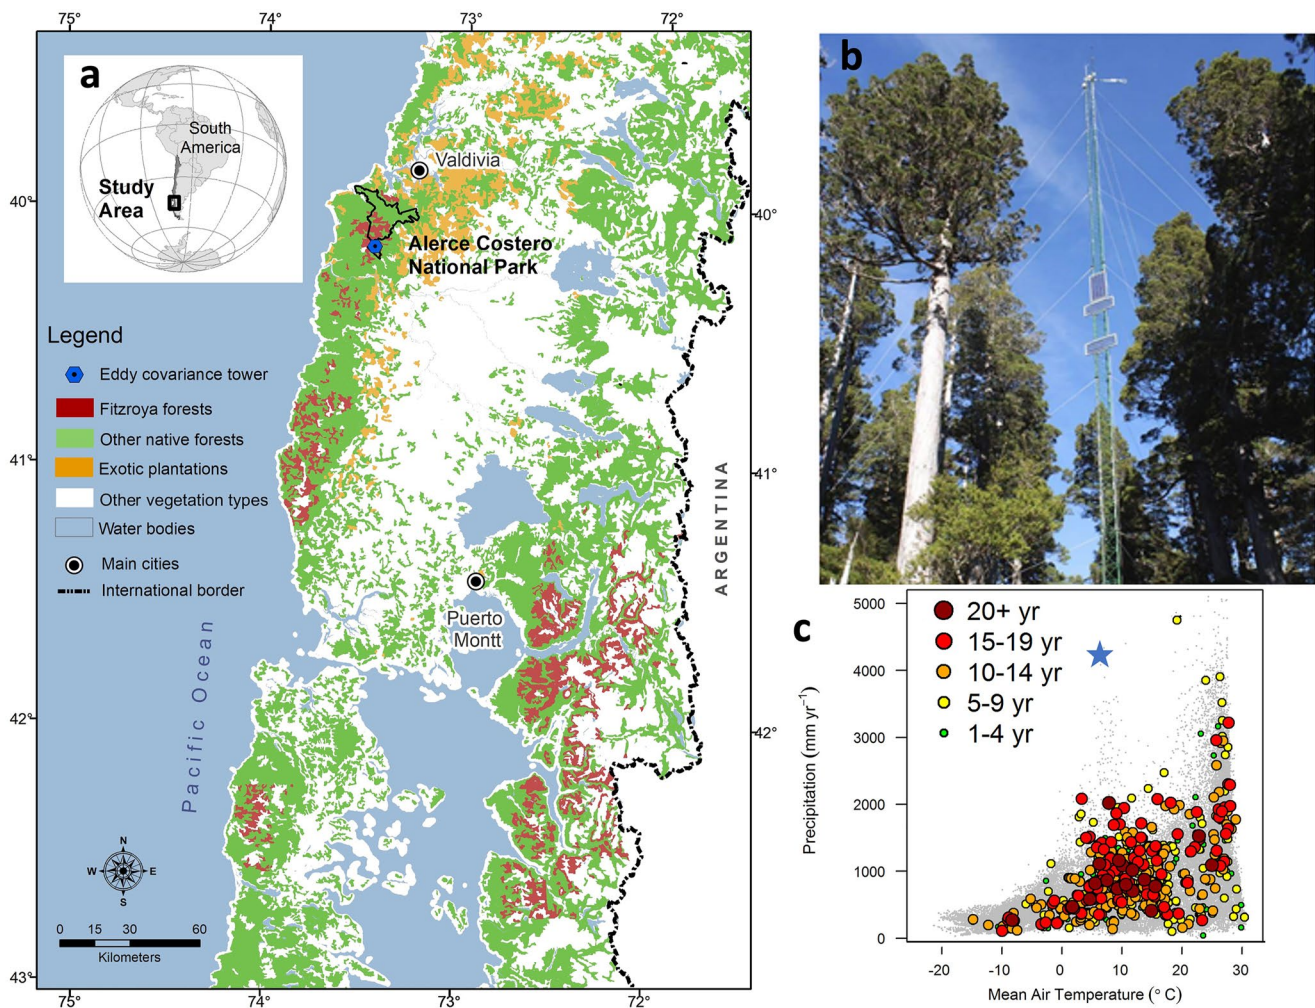 75°
74°
73°
72°
a
South
America
Study
Area
Valdivia
40°
40°
Alerce Costero
National Park
Legend
Eddy covariance tower
Fitzroya forests
Other native forests
Exotic plantations
Other vegetation types
Water bodies
Main cities
International border
41°
41°
ARGENTINA
Puerto
Montt
Pacific Ocean
42°
42°
N
W
E
S
0 15 30 60
Kilometers
43°
75°
74°
73°
72°
b
c
20+ yr
15-19 yr
10-14 yr
5-9 yr
1-4 yr
5000
4000
3000
2000
1000
0
Precipitation (mm yr⁻¹)
-20 -10 0 10 20 30
Mean Air Temperature (° C)